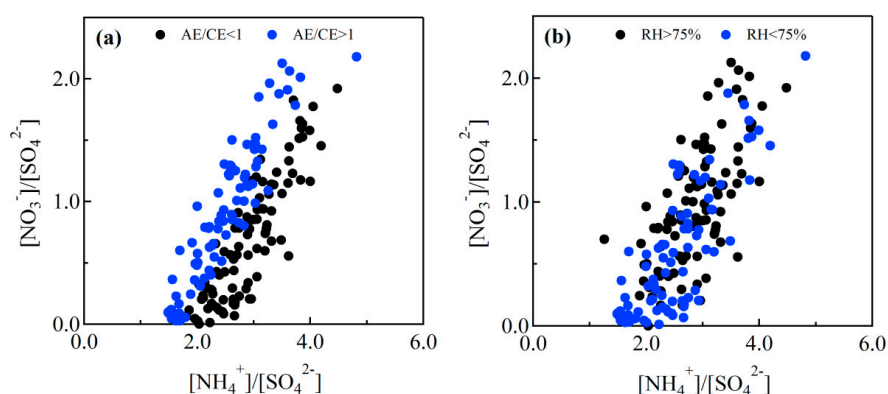 (a) AE/CE<1 AE/CE>1
2.0
1.0
0.0
0.0 2.0 4.0 6.0
[NO₃⁻]/[SO₄²⁻]
[NH₄⁺]/[SO₄²⁻]
(b) RH>75% RH<75%
2.0
1.0
0.0
0.0 2.0 4.0 6.0
[NO₃⁻]/[SO₄²⁻]
[NH₄⁺]/[SO₄²⁻]